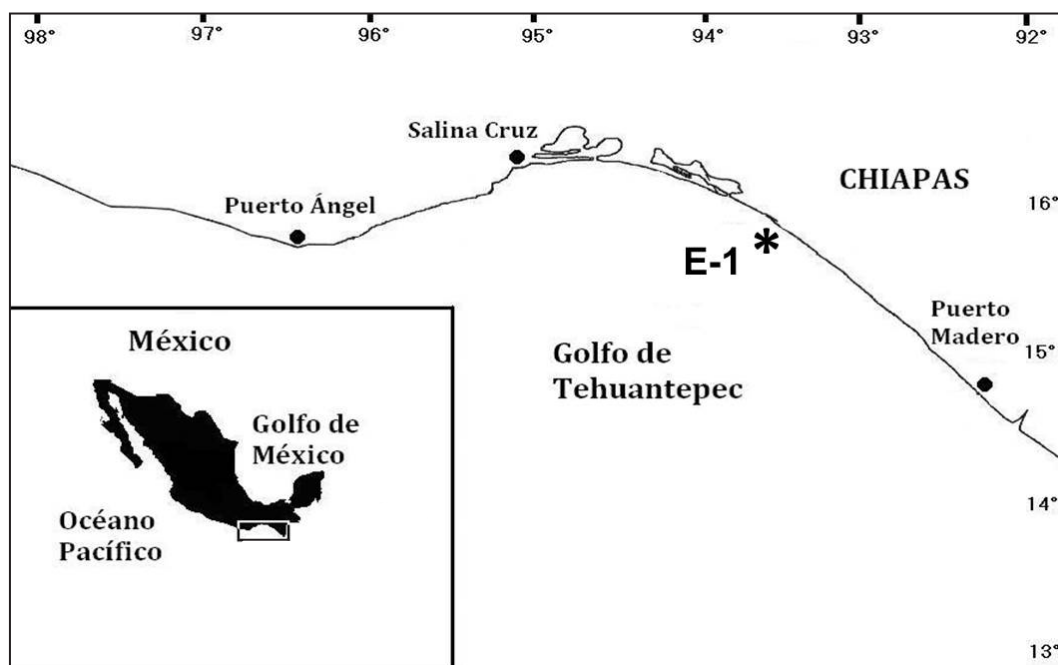 98° 97° 96° 95° 94° 93° 92°
Salina Cruz
CHIAPAS
Puerto Ángel
16°
E-1 *
Puerto
Madero
15°
Golfo de
Tehuantepec
México
Golfo de
México
Océano
Pacífico
14°
13°